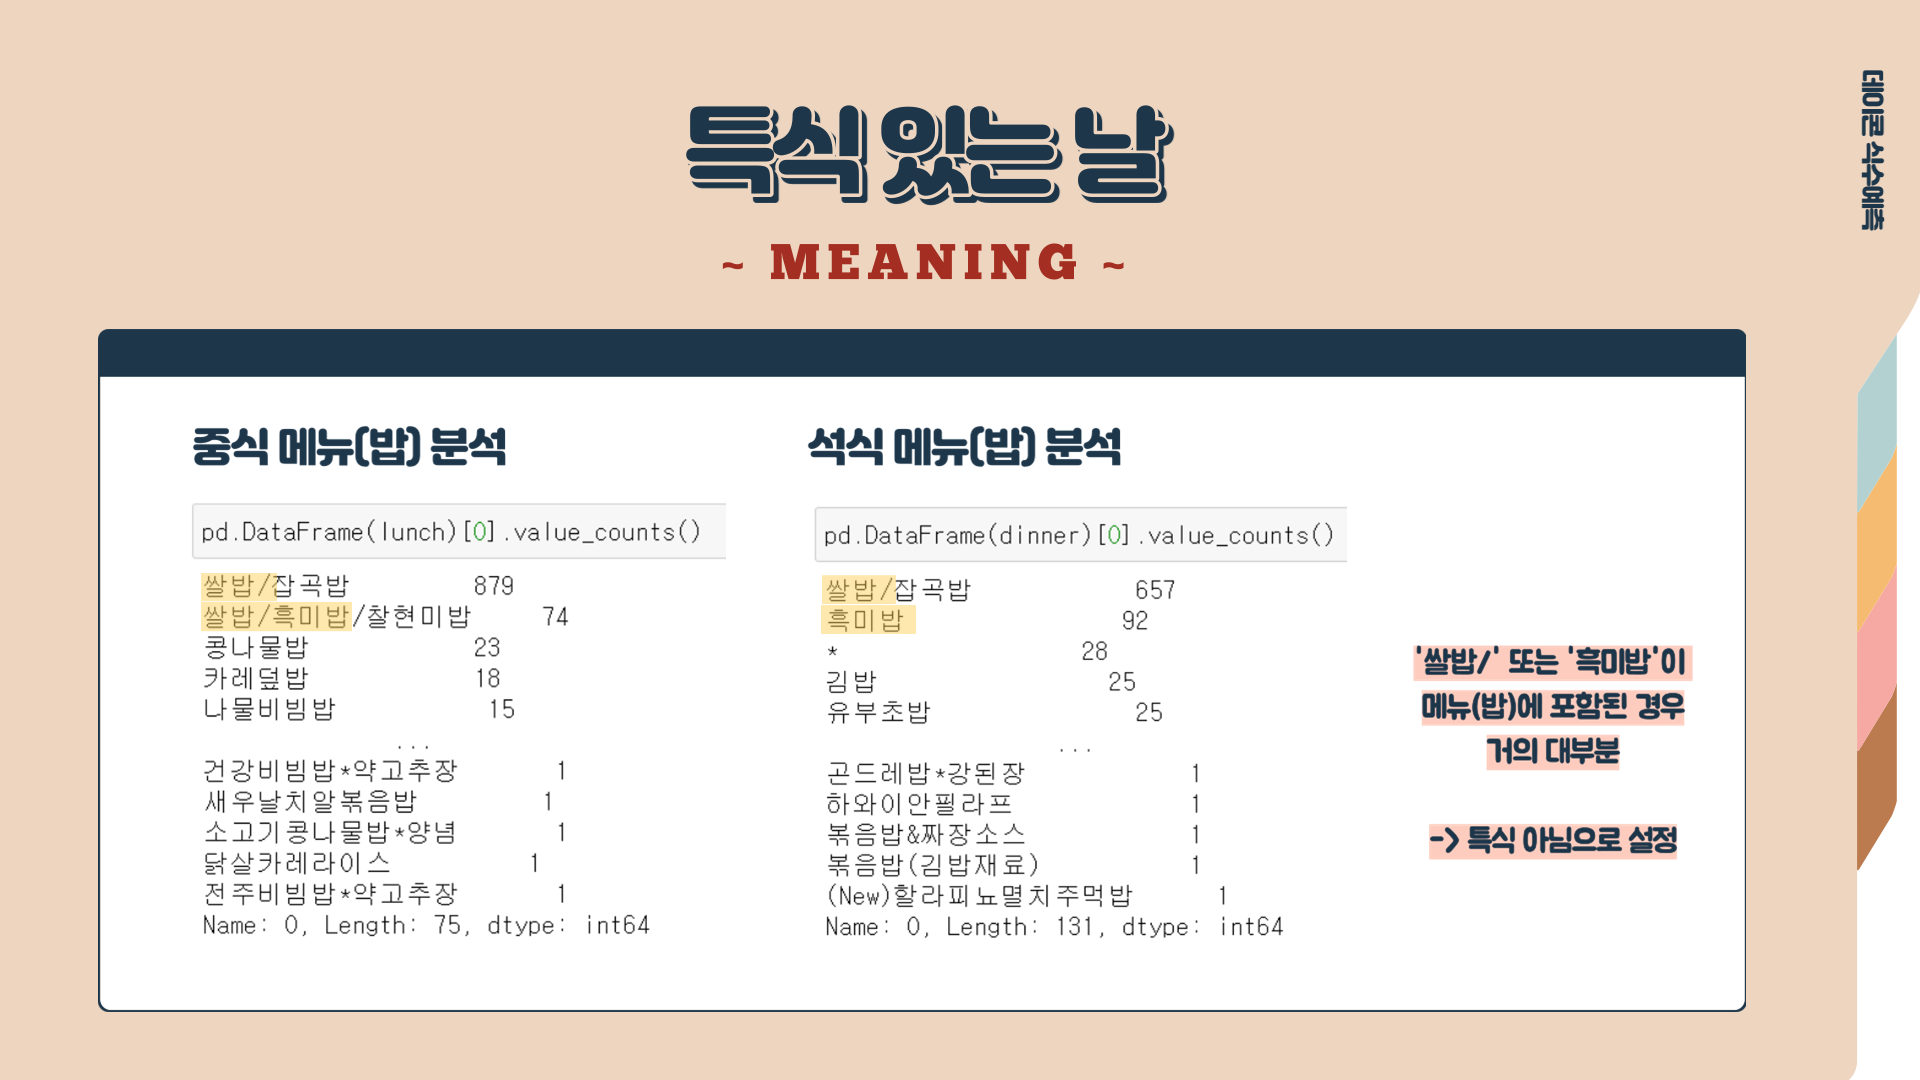 특식 있는 날
~ MEANING ~
데이콘 식수예측
중식 메뉴(밥) 분석
pd.DataFrame(lunch)[0].value_counts()
쌀밥/잡곡밥 879
쌀밥/흑미밥/찰현미밥 74
콩나물밥 23
카레덮밥 18
나물비빔밥 15
...
건강비빔밥*약고추장 1
새우날치알볶음밥 1
소고기콩나물밥*양념 1
닭살카레라이스 1
전주비빔밥*약고추장 1
Name: 0, Length: 75, dtype: int64
석식 메뉴(밥) 분석
pd.DataFrame(dinner)[0].value_counts()
쌀밥/잡곡밥 657
흑미밥 92
* 28
김밥 25
유부초밥 25
...
곤드레밥*강된장 1
하와이안필라프 1
볶음밥&짜장소스 1
볶음밥(김밥재료) 1
(New)할라피뇨멸치주먹밥 1
Name: 0, Length: 131, dtype: int64
'쌀밥/' 또는 '흑미밥'이
메뉴(밥)에 포함된 경우
거의 대부분
-> 특식 아님으로 설정